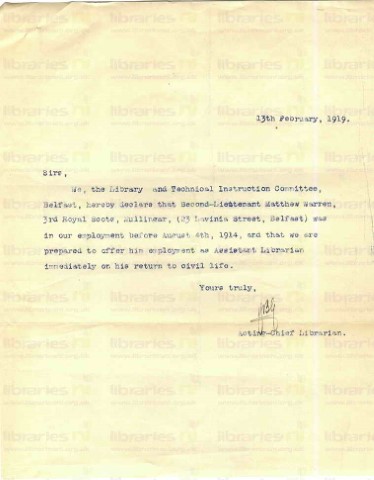 13th February, 1919.
Sirs,
We, the Library and Technical Instruction Committee,
Belfast, hereby declare that Second-Lieutenant Matthew Warren,
3rd Royal Scots, Mullingar, (23 Lavinia Street, Belfast) was
in our employment before August 4th, 1914, and that we are
prepared to offer him employment as Assistant Librarian
immediately on his return to civil life.
Yours truly,
Acting-Chief Librarian.